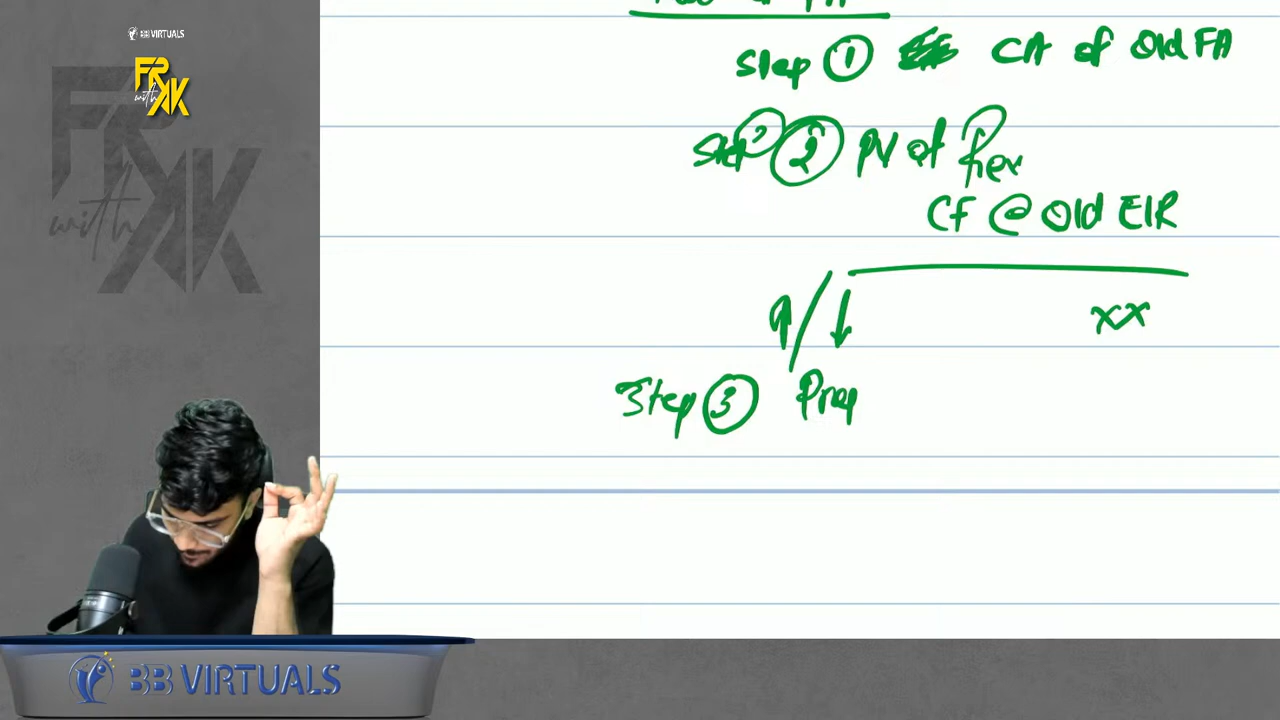 BB VIRTUALS
FR
with
AK
Step 1 CA of Old FA
Step 2 PV of
CF @ Old EIR
xx
Step 3 Prep
BB VIRTUALS